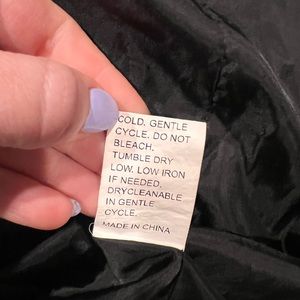 COLD. GENTLE
CYCLE. DO NOT
BLEACH.
TUMBLE DRY
LOW. LOW IRON
IF NEEDED.
DRYCLEANABLE
IN GENTLE
CYCLE.
MADE IN CHINA